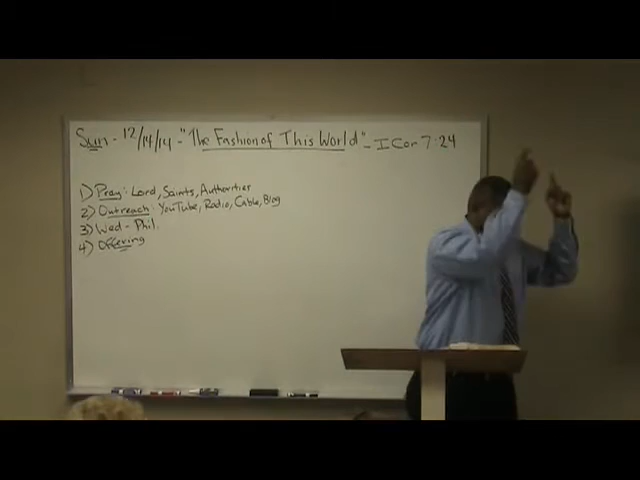 Sun - 12/14/14 - "The Fashion of This World" - I Cor 7:24
1) Pray: Lord, Saints, Authorities
2) Outreach: YouTube, Radio, Cable, Blog
3) Wed - Phil.
4) Offering